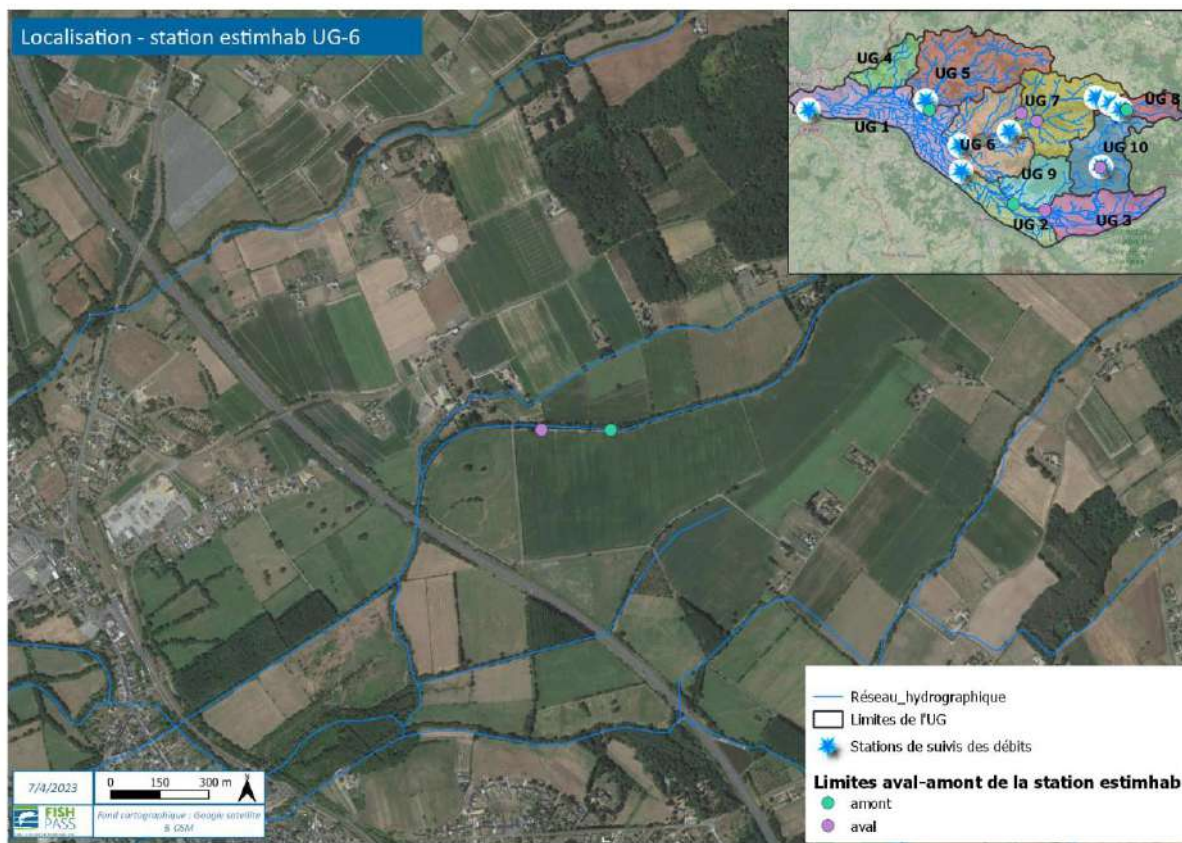 Localisation - station estimhab UG-6
UG 4
UG 5
UG 7
UG 8
UG 1
UG 6
UG 10
UG 9
UG 2
UG 3
Réseau_hydrographique
Limites de l'UG
Stations de suivis des débits
Limites aval-amont de la station estimhab
amont
aval
7/4/2023
0 150 300 m
N
FISH
PASS
Fond cartographique : Google satellite
& OSM